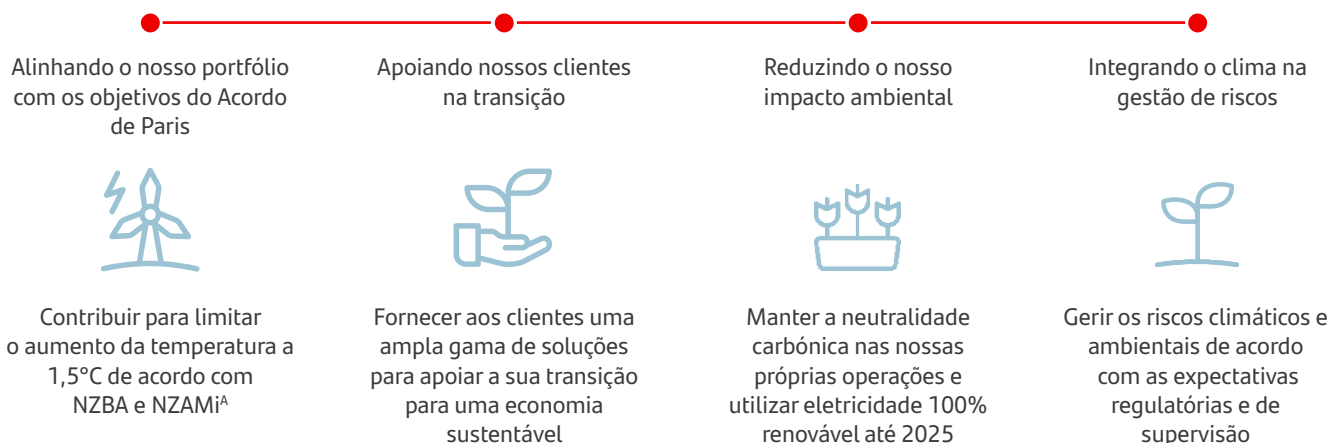 Alinhando o nosso portfólio
com os objetivos do Acordo
de Paris
Contribuir para limitar
o aumento da temperatura a
1,5°C de acordo com
NZBA e NZAMiᴬ
Apoiando nossos clientes
na transição
Fornecer aos clientes uma
ampla gama de soluções
para apoiar a sua transição
para uma economia
sustentável
Reduzindo o nosso
impacto ambiental
Manter a neutralidade
carbónica nas nossas
próprias operações e
utilizar eletricidade 100%
renovável até 2025
Integrando o clima na
gestão de riscos
Gerir os riscos climáticos e
ambientais de acordo
com as expectativas
regulatórias e de
supervisão